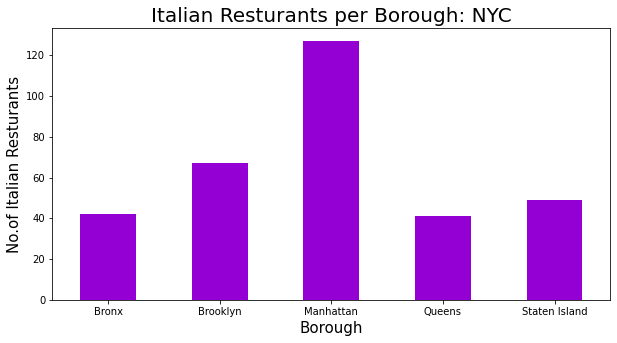 Italian Resturants per Borough: NYC
No.of Italian Resturants
120
100
80
60
40
20
0
Bronx Brooklyn Manhattan Queens Staten Island
Borough